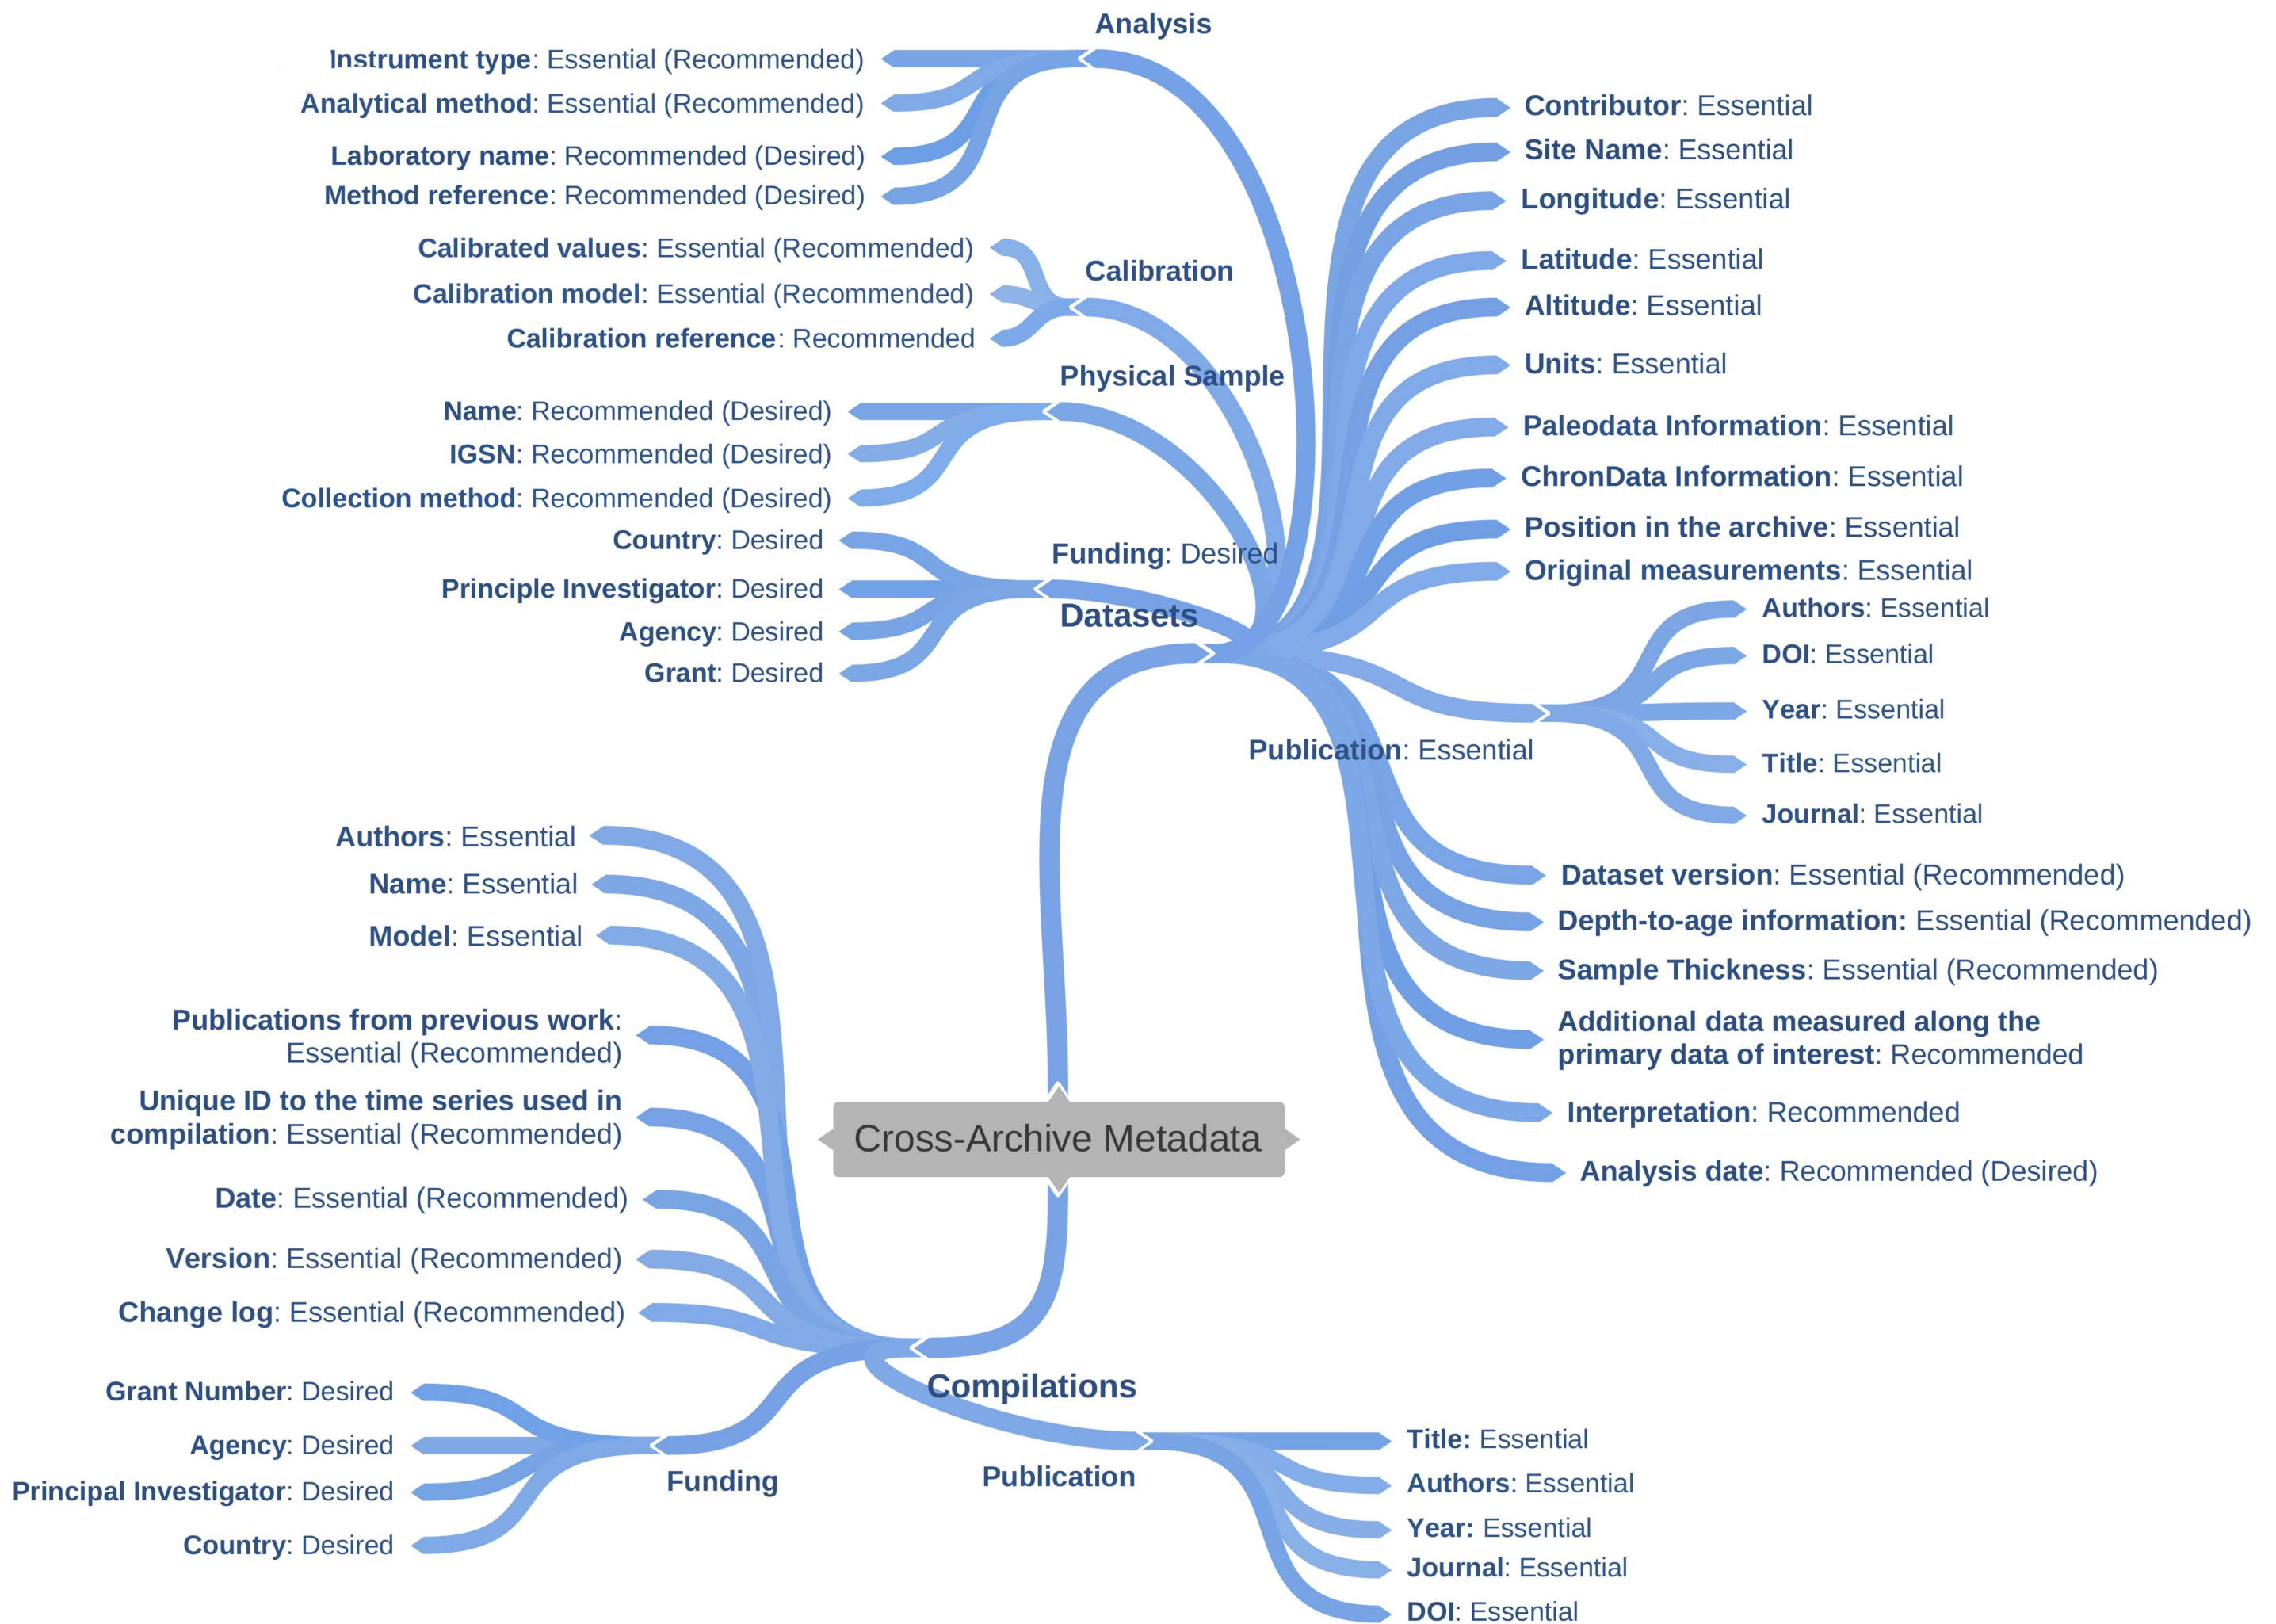 Analysis
Instrument type: Essential (Recommended)
Analytical method: Essential (Recommended)
Laboratory name: Recommended (Desired)
Method reference: Recommended (Desired)
Calibration
Calibrated values: Essential (Recommended)
Calibration model: Essential (Recommended)
Calibration reference: Recommended
Physical Sample
Name: Recommended (Desired)
IGSN: Recommended (Desired)
Collection method: Recommended (Desired)
Funding: Desired
Country: Desired
Principle Investigator: Desired
Agency: Desired
Grant: Desired
Datasets
Contributor: Essential
Site Name: Essential
Longitude: Essential
Latitude: Essential
Altitude: Essential
Units: Essential
Paleodata Information: Essential
ChronData Information: Essential
Position in the archive: Essential
Original measurements: Essential
Publication: Essential
Authors: Essential
DOI: Essential
Year: Essential
Title: Essential
Journal: Essential
Dataset version: Essential (Recommended)
Depth-to-age information: Essential (Recommended)
Sample Thickness: Essential (Recommended)
Additional data measured along the
primary data of interest: Recommended
Interpretation: Recommended
Analysis date: Recommended (Desired)
Cross-Archive Metadata
Authors: Essential
Name: Essential
Model: Essential
Publications from previous work:
Essential (Recommended)
Unique ID to the time series used in
compilation: Essential (Recommended)
Date: Essential (Recommended)
Version: Essential (Recommended)
Change log: Essential (Recommended)
Compilations
Grant Number: Desired
Agency: Desired
Principal Investigator: Desired
Country: Desired
Funding
Publication
Title: Essential
Authors: Essential
Year: Essential
Journal: Essential
DOI: Essential